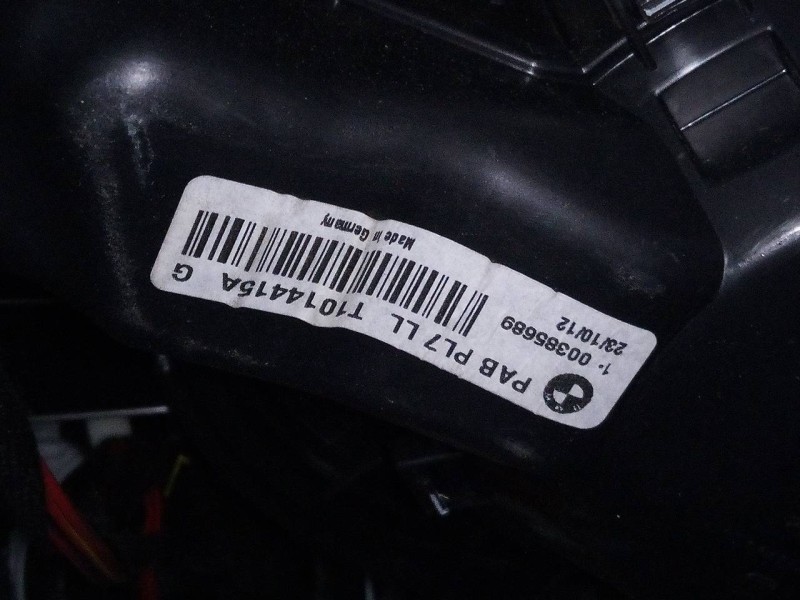 PAB PL7 LL T1014415A G
1- 00385689
23/10/12
Made in Germany